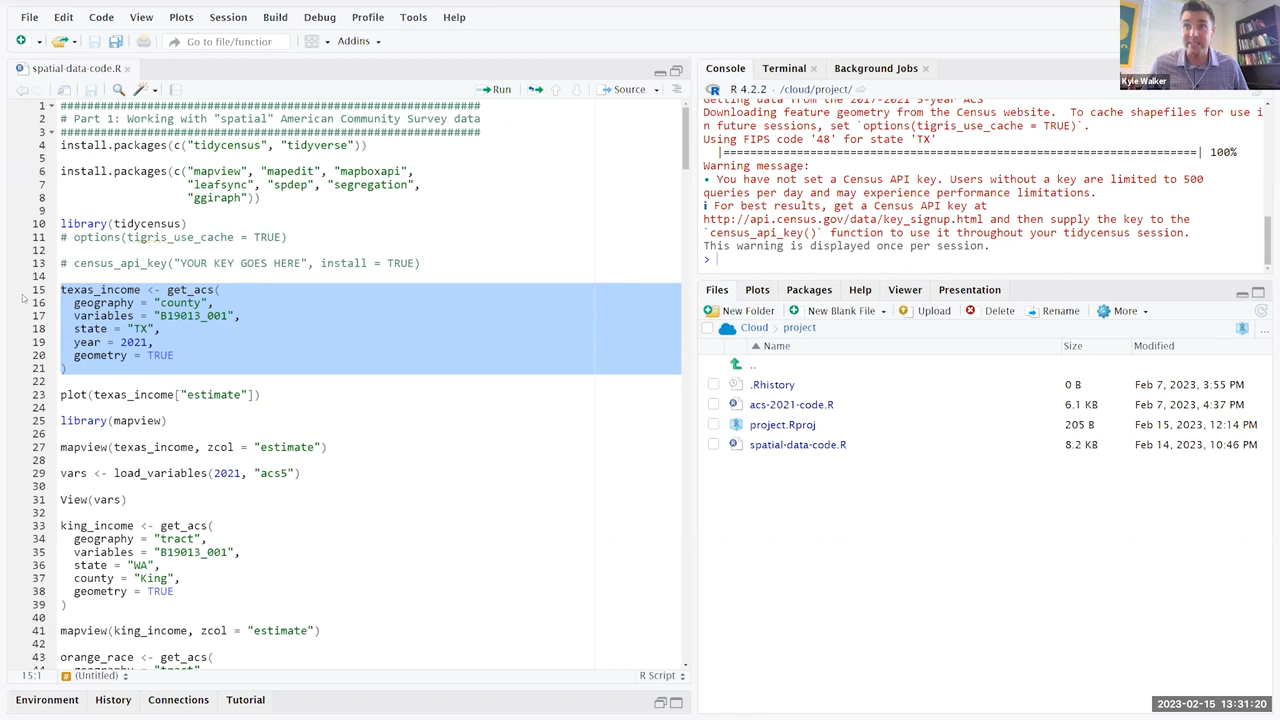 File Edit Code View Plots Session Build Debug Profile Tools Help
Go to file/function Addins
spatial-data-code.R
Run Source
1 ####################################################################
2 # Part 1: Working with "spatial" American Community Survey data
3 ####################################################################
4 install.packages(c("tidycensus", "tidyverse"))
5
6 install.packages(c("mapview", "mapedit", "mapboxapi",
7 "leafsync", "spdep", "segregation",
8 "ggiraph"))
9
10 library(tidycensus)
11 # options(tigris_use_cache = TRUE)
12
13 # census_api_key("YOUR KEY GOES HERE", install = TRUE)
14
15 texas_income <- get_acs(
16 geography = "county",
17 variables = "B19013_001",
18 state = "TX",
19 year = 2021,
20 geometry = TRUE
21 )
22
23 plot(texas_income["estimate"])
24
25 library(mapview)
26
27 mapview(texas_income, zcol = "estimate")
28
29 vars <- load_variables(2021, "acs5")
30
31 View(vars)
32
33 king_income <- get_acs(
34 geography = "tract",
35 variables = "B19013_001",
36 state = "WA",
37 county = "King",
38 geometry = TRUE
39 )
40
41 mapview(king_income, zcol = "estimate")
42
43 orange_race <- get_acs(
44 geography = "tract",
15:1 # (Untitled) R Script
Environment History Connections Tutorial
Console Terminal Background Jobs
R 4.2.2 · /cloud/project/
Getting data from the 2017-2021 5-year ACS
Downloading feature geometry from the Census website. To cache shapefiles for use i
n future sessions, set `options(tigris_use_cache = TRUE)`.
Using FIPS code '48' for state 'TX'
|======================================================================| 100%
Warning message:
• You have not set a Census API key. Users without a key are limited to 500
queries per day and may experience performance limitations.
ℹ For best results, get a Census API key at
http://api.census.gov/data/key_signup.html and then supply the key to the
`census_api_key()` function to use it throughout your tidycensus session.
This warning is displayed once per session.
>
Files Plots Packages Help Viewer Presentation
New Folder New Blank File Upload Delete Rename More
Cloud project
Name Size Modified
..
.Rhistory 0 B Feb 7, 2023, 3:55 PM
acs-2021-code.R 6.1 KB Feb 7, 2023, 4:37 PM
project.Rproj 205 B Feb 15, 2023, 12:14 PM
spatial-data-code.R 8.2 KB Feb 14, 2023, 10:46 PM
Kyle Walker
2023-02-15 13:31:20